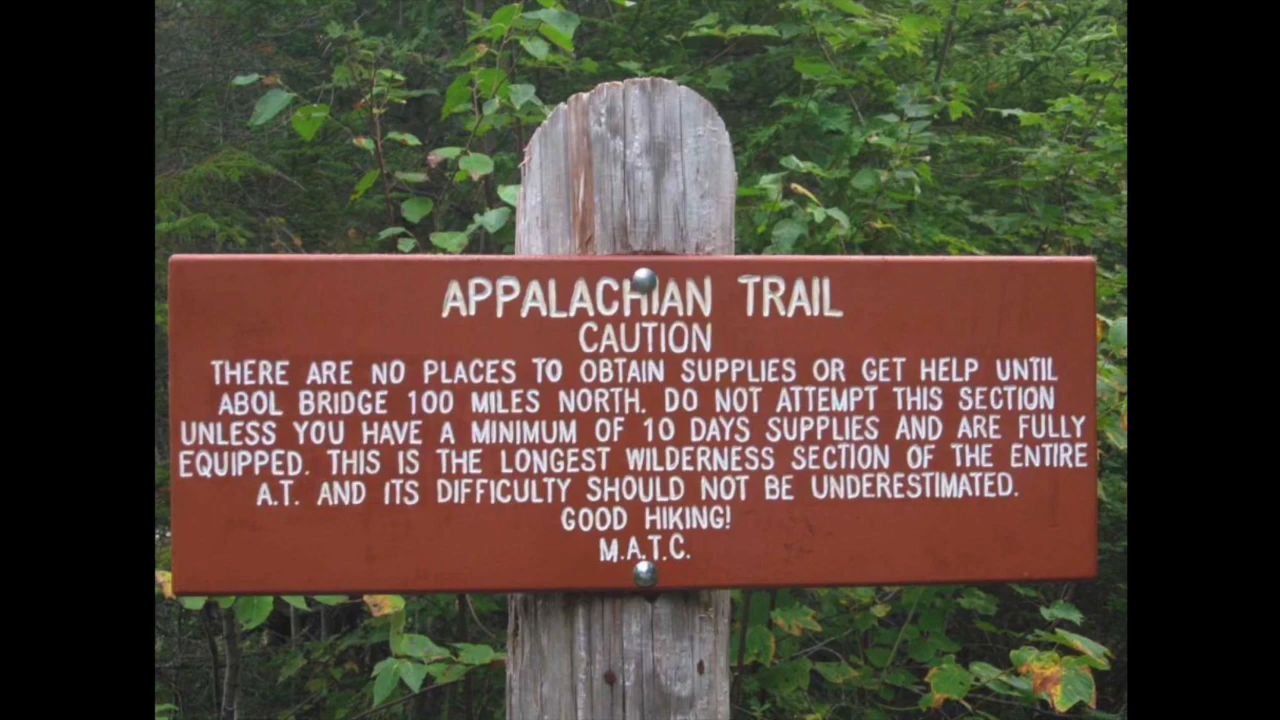 APPALACHIAN TRAIL
CAUTION
THERE ARE NO PLACES TO OBTAIN SUPPLIES OR GET HELP UNTIL
ABOL BRIDGE 100 MILES NORTH. DO NOT ATTEMPT THIS SECTION
UNLESS YOU HAVE A MINIMUM OF 10 DAYS SUPPLIES AND ARE FULLY
EQUIPPED. THIS IS THE LONGEST WILDERNESS SECTION OF THE ENTIRE
A.T. AND ITS DIFFICULTY SHOULD NOT BE UNDERESTIMATED.
GOOD HIKING!
M.A.T.C.